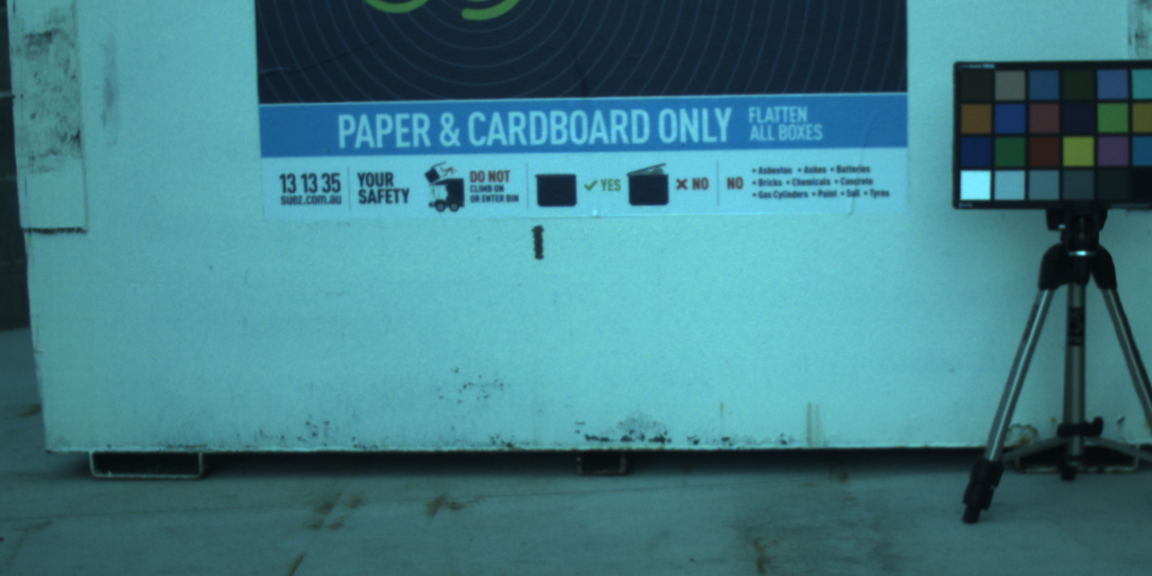 PAPER & CARDBOARD ONLY
FLATTEN
ALL BOXES
13 13 35
suez.com.au
YOUR
SAFETY
DO NOT
CLIMB ON
OR ENTER BIN
YES
NO
NO
• Asbestos • Ashes • Batteries
• Bricks • Chemicals • Concrete
• Gas Cylinders • Paint • Soil • Tyres